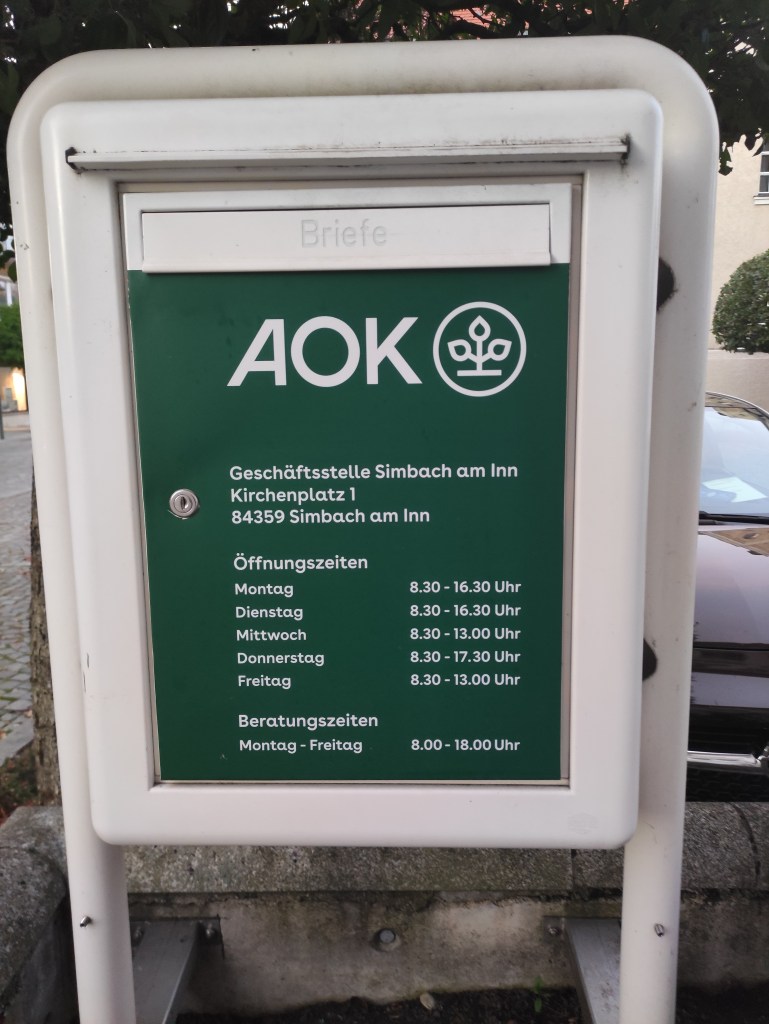 Briefe
AOK
Geschäftsstelle Simbach am Inn
Kirchenplatz 1
84359 Simbach am Inn
Öffnungszeiten
Montag 8.30 - 16.30 Uhr
Dienstag 8.30 - 16.30 Uhr
Mittwoch 8.30 - 13.00 Uhr
Donnerstag 8.30 - 17.30 Uhr
Freitag 8.30 - 13.00 Uhr
Beratungszeiten
Montag - Freitag 8.00 - 18.00 Uhr